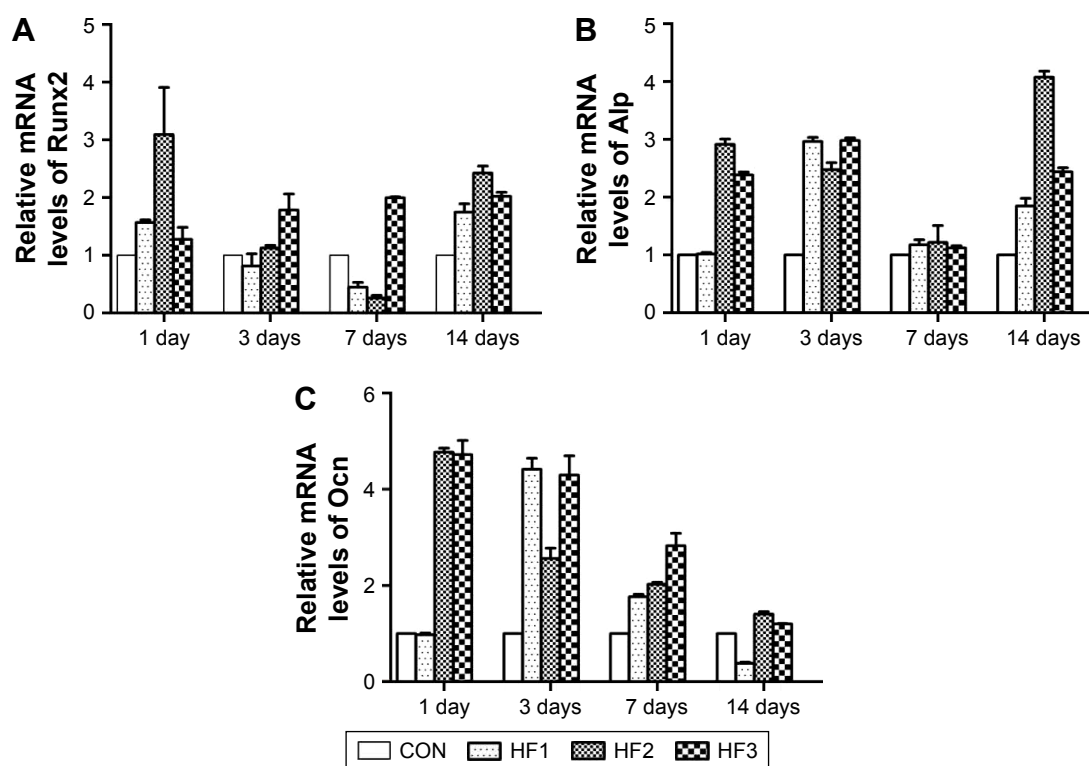 A
Relative mRNA
levels of Runx2
5
4
3
2
1
0
1 day 3 days 7 days 14 days
B
Relative mRNA
levels of Alp
5
4
3
2
1
0
1 day 3 days 7 days 14 days
C
Relative mRNA
levels of Ocn
6
4
2
0
1 day 3 days 7 days 14 days
CON HF1 HF2 HF3